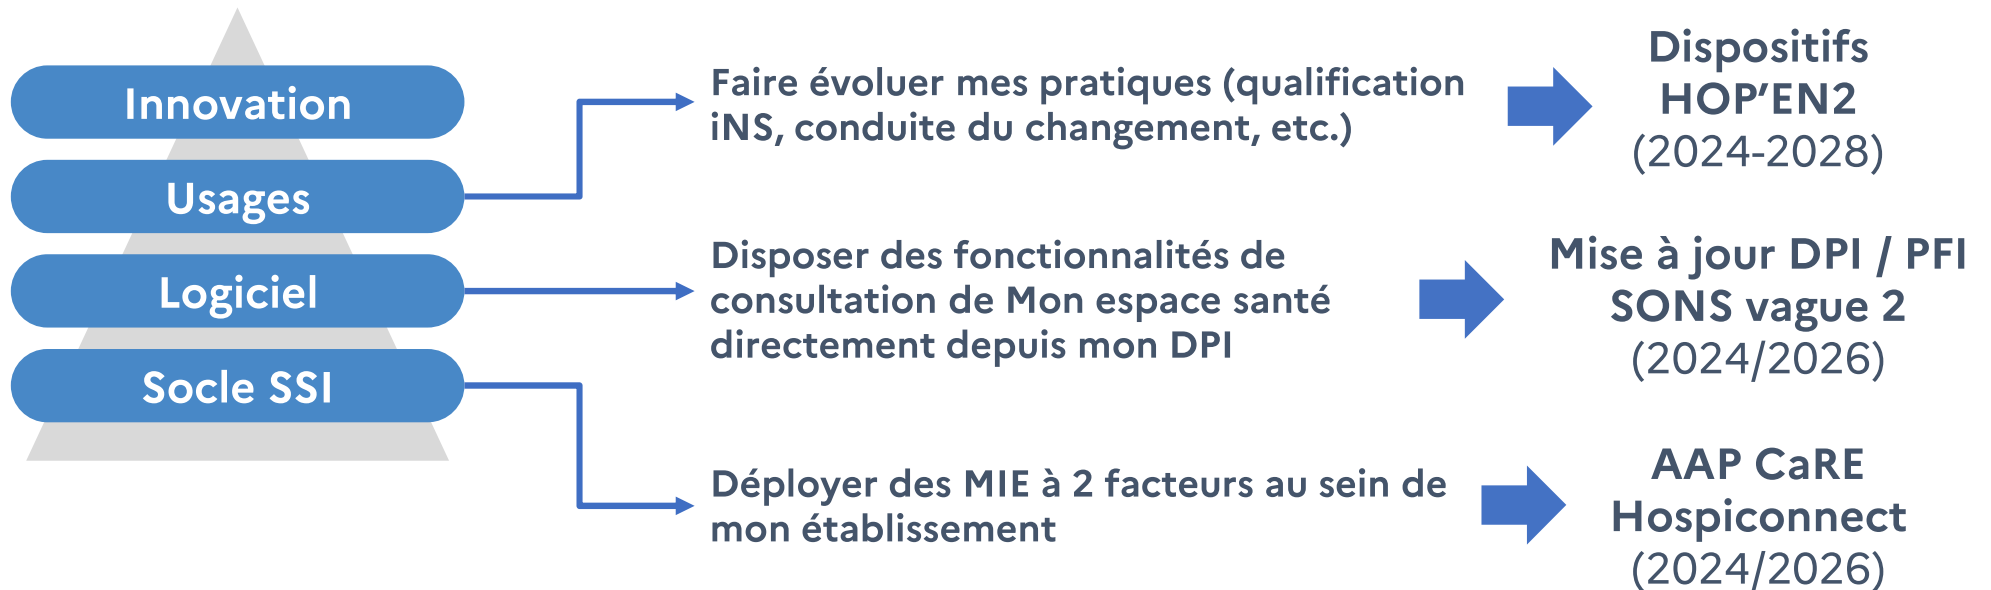 Innovation
Usages
Logiciel
Socle SSI
Faire évoluer mes pratiques (qualification
iNS, conduite du changement, etc.)
Dispositifs
HOP’EN2
(2024-2028)
Disposer des fonctionnalités de
consultation de Mon espace santé
directement depuis mon DPI
Mise à jour DPI / PFI
SONS vague 2
(2024/2026)
Déployer des MIE à 2 facteurs au sein de
mon établissement
AAP CaRE
Hospiconnect
(2024/2026)